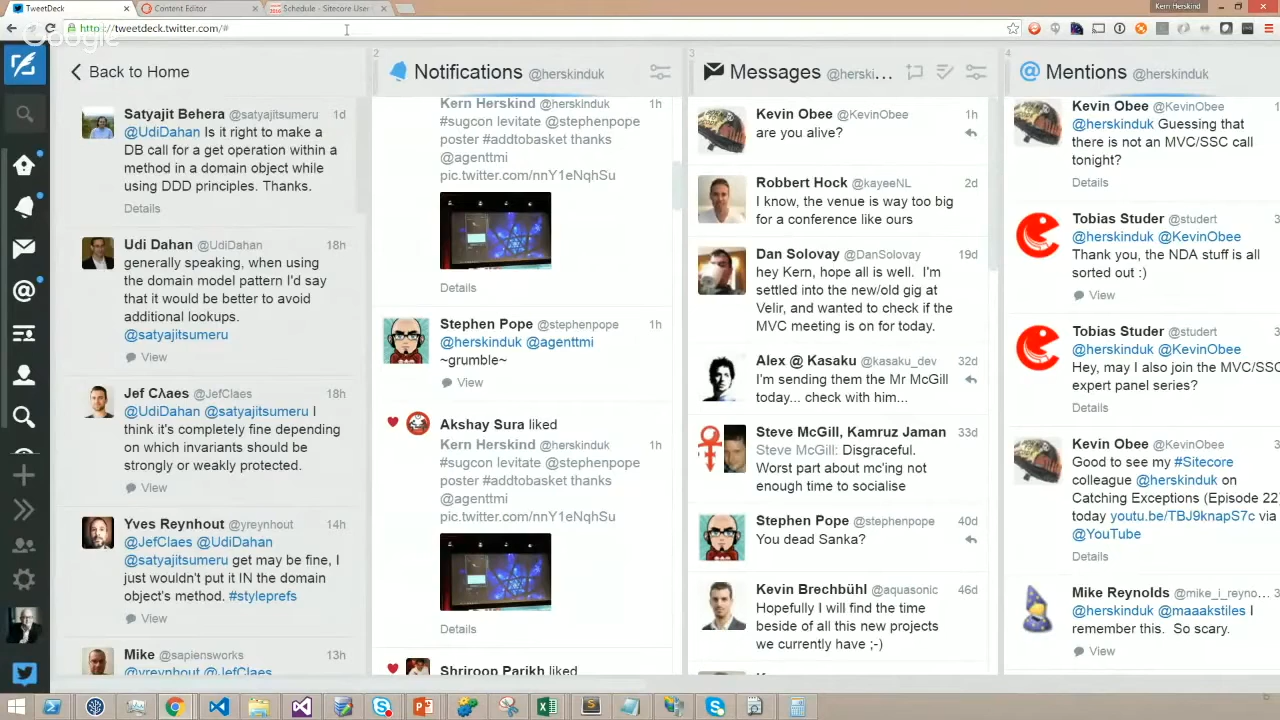 TweetDeck
Content Editor
Schedule - Sitecore User
Kern Herskind
https://tweetdeck.twitter.com/#
Google
Back to Home
Satyajit Behera @satyajitsumeru 1d
@UdiDahan Is it right to make a
DB call for a get operation within a
method in a domain object while
using DDD principles. Thanks.
Details
Udi Dahan @UdiDahan 18h
generally speaking, when using
the domain model pattern I'd say
that it would be better to avoid
additional lookups.
@satyajitsumeru
View
Jef CΛaes @JefClaes 18h
@UdiDahan @satyajitsumeru I
think it's completely fine depending
on which invariants should be
strongly or weakly protected.
View
Yves Reynhout @yreynhout 14h
@JefClaes @UdiDahan
@satyajitsumeru get may be fine, I
just wouldn't put it IN the domain
object's method. #styleprefs
View
Mike @sapiensworks 13h
@yreynhout @JefClaes
2
Notifications @herskinduk
Kern Herskind @herskinduk 1h
#sugcon levitate @stephenpope
poster #addtobasket thanks
@agenttmi
pic.twitter.com/nnY1eNqhSu
Details
Stephen Pope @stephenpope 1h
@herskinduk @agenttmi
~grumble~
View
Akshay Sura liked
Kern Herskind @herskinduk 1h
#sugcon levitate @stephenpope
poster #addtobasket thanks
@agenttmi
pic.twitter.com/nnY1eNqhSu
Details
Shriroop Parikh liked
3
Messages @herski...
Kevin Obee @KevinObee 1h
are you alive?
Robbert Hock @kayeeNL 2d
I know, the venue is way too big
for a conference like ours
Dan Solovay @DanSolovay 19d
hey Kern, hope all is well. I'm
settled into the new/old gig at
Velir, and wanted to check if the
MVC meeting is on for today.
Alex @ Kasaku @kasaku_dev 32d
I'm sending them the Mr McGill
today... check with him...
Steve McGill, Kamruz Jaman 33d
Steve McGill: Disgraceful.
Worst part about mc'ing not
enough time to socialise
Stephen Pope @stephenpope 40d
You dead Sanka?
Kevin Brechbühl @aquasonic 46d
Hopefully I will find the time
beside of all this new projects
we currently have ;-)
4
Mentions @herskinduk
Kevin Obee @KevinObee
@herskinduk Guessing that
there is not an MVC/SSC call
tonight?
Details
Tobias Studer @studert 3
@herskinduk @KevinObee
Thank you, the NDA stuff is all
sorted out :)
View
Tobias Studer @studert 3
@herskinduk @KevinObee
Hey, may I also join the MVC/SSC
expert panel series?
Details
Kevin Obee @KevinObee 3
Good to see my #Sitecore
colleague @herskinduk on
Catching Exceptions (Episode 22)
today youtu.be/TBJ9knapS7c via
@YouTube
Details
Mike Reynolds @mike_i_reyno... 3
@herskinduk @maaakstiles I
remember this. So scary.
View